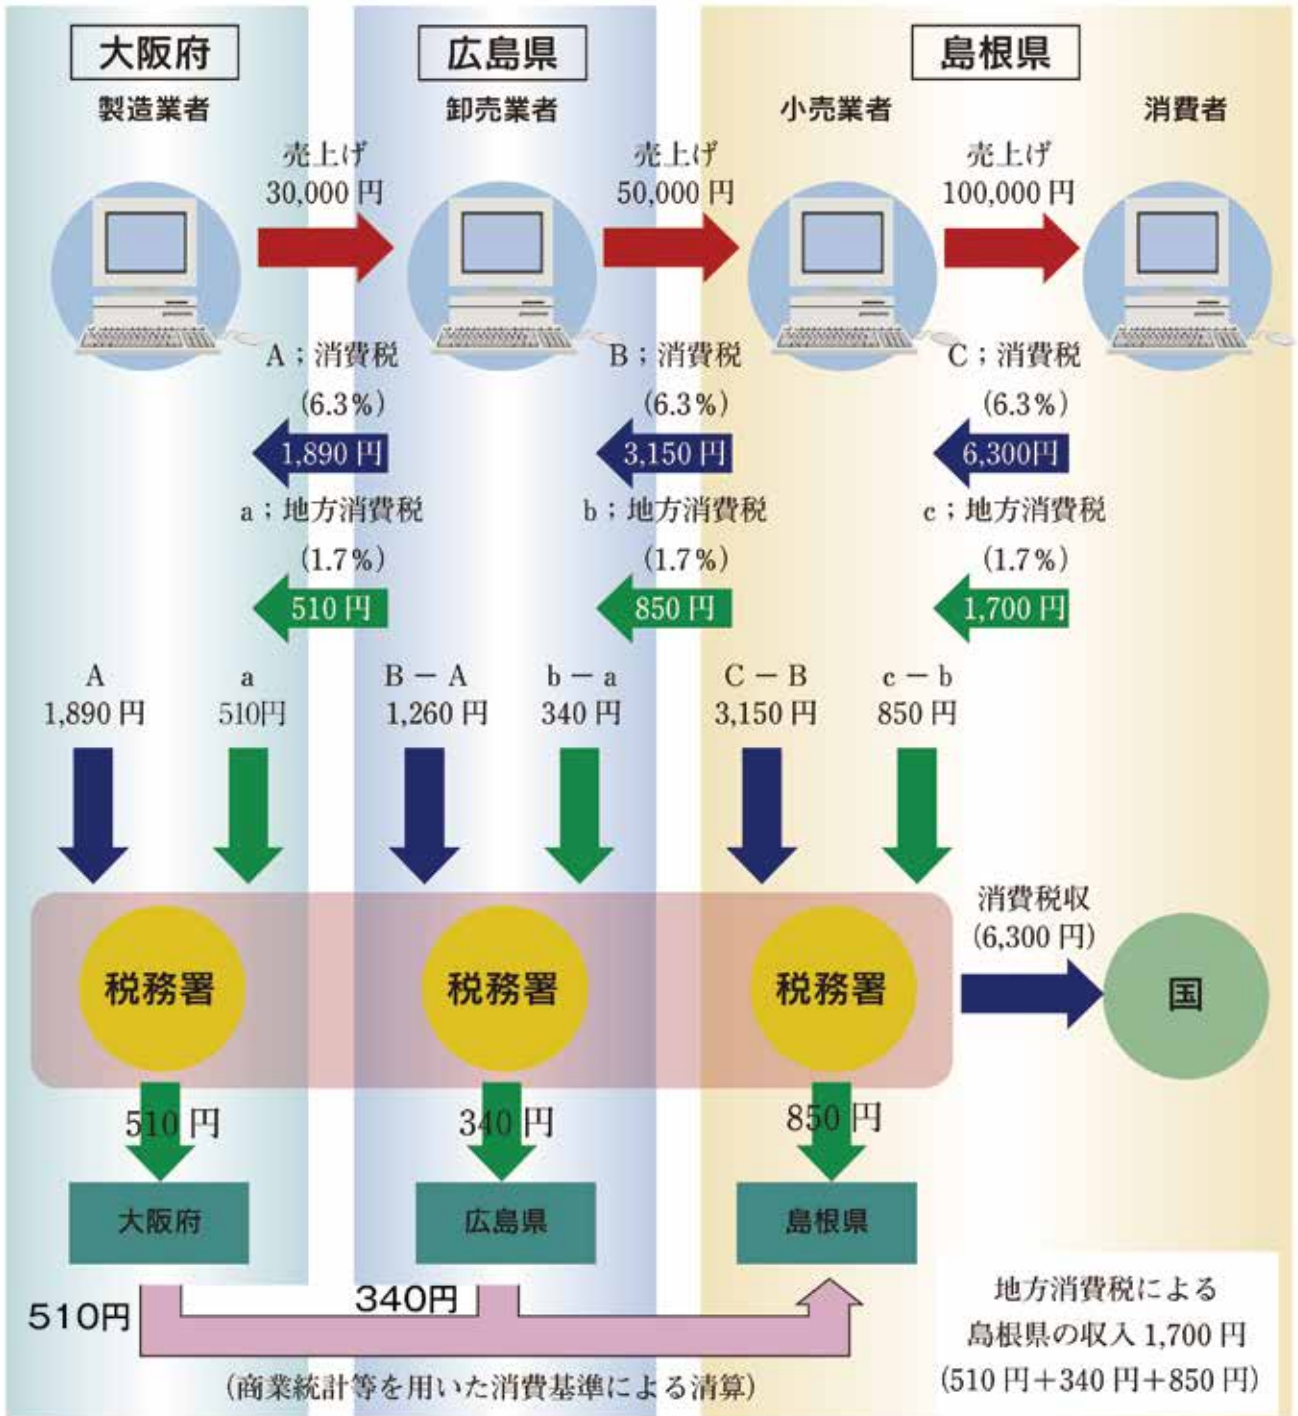 大阪府
広島県
島根県
製造業者
卸売業者
小売業者
消費者
売上げ
30,000 円
売上げ
50,000 円
売上げ
100,000 円
A；消費税
(6.3%)
1,890 円
B；消費税
(6.3%)
3,150 円
C；消費税
(6.3%)
6,300円
a；地方消費税
(1.7%)
510 円
b；地方消費税
(1.7%)
850 円
c；地方消費税
(1.7%)
1,700 円
A
1,890 円
a
510円
B － A
1,260 円
b － a
340 円
C － B
3,150 円
c － b
850 円
税務署
税務署
税務署
消費税収
(6,300 円)
国
510 円
340 円
850 円
大阪府
広島県
島根県
510円
340円
(商業統計等を用いた消費基準による清算)
地方消費税による
島根県の収入 1,700 円
(510 円＋340 円＋850 円)